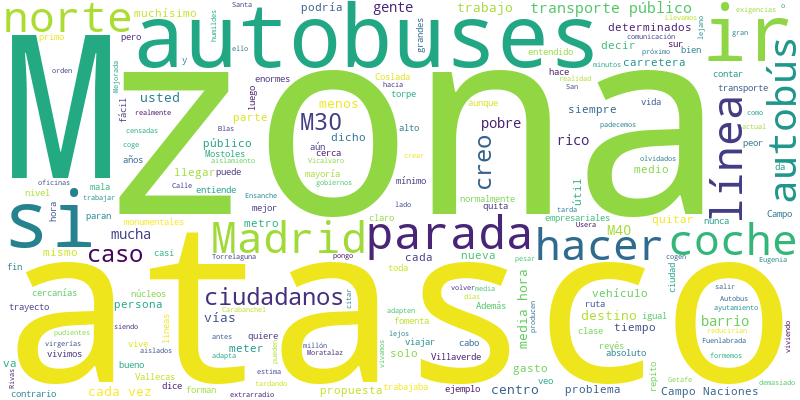 norte muchísimo podría gente trabajo transporte público Santa exigencias o
pero primo autobuses humildes ello grandes determinados Llevamos lejano gran
M zona y entendido decir sur comunicación próximo bien ir
orden Mejorada carretera San minutos contar autobús
usted enormes luego Coslada hacia torpe hace realidad transporte
fácil realmente menos aunque siempre vida como actual
censadas Blas parte M30 dicho alto pobre rico padecemos peor
coge público Mostoles aún cerca Vicalvaro crear creo línea olvidados da
años llegar puede aislamiento mayoría gobiernos medio útil
oficinas entiende mínimo normalmente nivel mala trabajar Calle Ensanche lado quita tarda empresariales quitar nunca Campo
si hora paran monumentales mejor metro claro Usera M40
mucha Madrid parada hacer coche
caso mismo casi Torrelaguna cada nueva
fin cercanías núcleos persona ciudadanos pongo toda volver media días pesar ciudad cogen Eugenia
atasco
trayecto Carabanchel citar adapten Además producen media hora ruta vehículo salir Autobus ayuntamiento
pudientes siendo líneas vías antes millón fomenta destino igual reducirían viviendo
virgerías vive adapta quiere Moratalaz lejos viajar cabo clase tiempo barrio Fuenlabrada
vivimos aislados meter puedes vivamos solo Villaverde revés absoluto formemos
va bueno estima gasto veo repito Getafe demasiado
Rivas Vallecas dice tardando propuesta ejemplo
contrario cada vez forman extrarradio trabajaba centro problema Campo Naciones